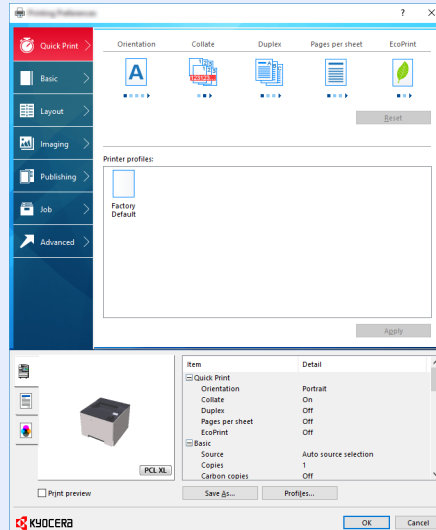 ?
Quick Print
Orientation Collate Duplex Pages per sheet EcoPrint
Basic
A
Layout
Reset
Imaging
Printer profiles:
Publishing
Factory
Default
Job
Advanced
Apply
Item Detail
Quick Print
Orientation Portrait
Collate On
Duplex Off
Pages per sheet Off
EcoPrint Off
Basic
Source Auto source selection
Copies 1
Carbon copies Off
PCL XL
Print preview Save As... Profiles...
KYOCERA OK Cancel